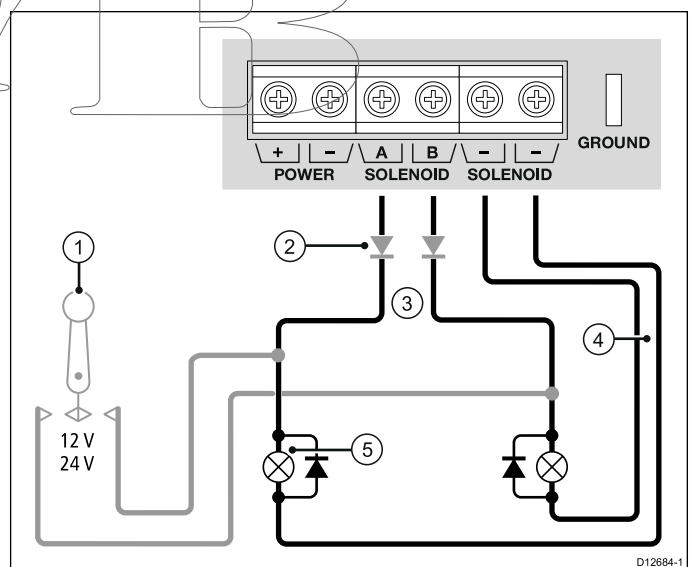 + - A B - -
POWER SOLENOID SOLENOID
GROUND
1
2
3
4
5
12 V
24 V
D12684-1